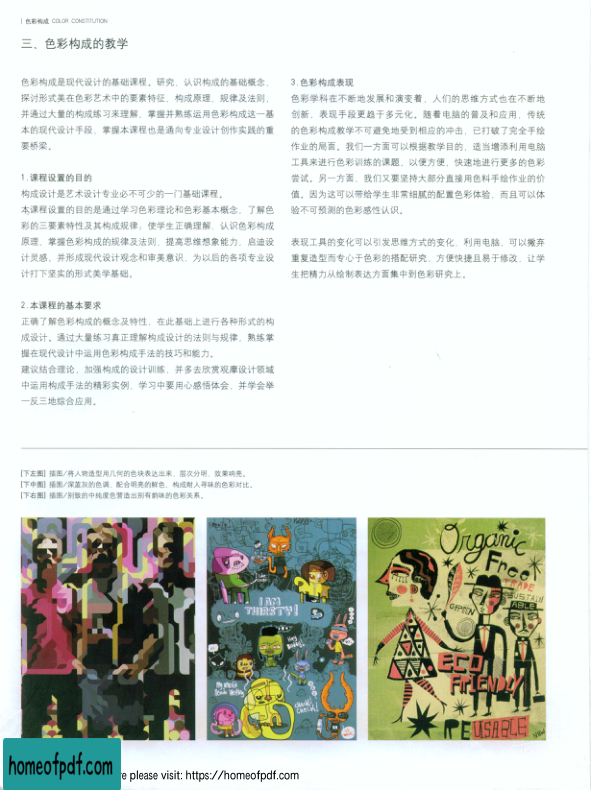 色彩构成 COLOR CONSTITUTION
三、色彩构成的教学
色彩构成是现代设计的基础课程。研究、认识构成的基础概念，
探讨形式美在色彩艺术中的要素特征、构成原理、规律及法则，
并通过大量的构成练习来理解、掌握并熟练运用色彩构成这一基
本的现代设计手段，掌握本课程也是通向专业设计创作实践的重
要桥梁。
1.课程设置的目的
构成设计是艺术设计专业必不可少的一门基础课程。
本课程设置的目的是通过学习色彩理论和色彩基本概念，了解色
彩的三要素特性及其构成规律，使学生正确理解、认识色彩构成
原理，掌握色彩构成的规律及法则，提高思维想象能力，启迪设
计灵感，并形成现代设计观念和审美意识，为以后的各项专业设
计打下坚实的形式美学基础。
2.本课程的基本要求
正确了解色彩构成的概念及特性，在此基础上进行各种形式的构
成设计。通过大量练习真正理解构成设计的法则与规律，熟练掌
握在现代设计中运用色彩构成手法的技巧和能力。
建议结合理论，加强构成的设计训练，并多去欣赏观摩设计领域
中运用构成手法的精彩实例，学习中要用心感悟体会，并学会举
一反三地综合应用。
3.色彩构成表现
色彩学科在不断地发展和演变着，人们的思维方式也在不断地
创新，表现手段更趋于多元化。随着电脑的普及和应用，传统
的色彩构成教学不可避免地受到相应的冲击，已打破了完全手绘
作业的局面。我们一方面可以根据教学目的，适当增添利用电脑
工具来进行色彩训练的课题，以便方便、快速地进行更多的色彩
尝试。另一方面，我们又要坚持大部分直接用色料手绘作业的价
值。因为这可以带给学生非常细腻的配置色彩体验，而且可以体
验不可预测的色彩感性认识。
表现工具的变化可以引发思维方式的变化，利用电脑，可以撇弃
重复造型而专心于色彩的搭配研究，方便快捷且易于修改，让学
生把精力从绘制表达方面集中到色彩研究上。
[下左图] 插图/将人物造型用几何的色块表达出来，层次分明，效果响亮。
[下中图] 插图/深蓝灰的色调，配合明亮的鲜色，构成耐人寻味的色彩对比。
[下右图] 插图/别致的中纯度色营造出别有韵味的色彩关系。
I AM
THIRSTY!
Organic
Free
TRADE
SUSTAIN
ABLE
GREEN
ECO
FRIENDLY
RE USABLE
homeofpdf.com
re please visit: https://homeofpdf.com